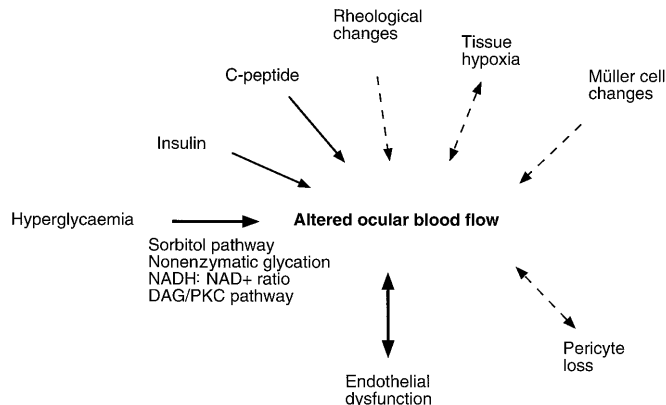 Rheological
changes
Tissue
hypoxia
Müller cell
changes
C-peptide
Insulin
Hyperglycaemia
Altered ocular blood flow
Sorbitol pathway
Nonenzymatic glycation
NADH: NAD+ ratio
DAG/PKC pathway
Pericyte
loss
Endothelial
dysfunction